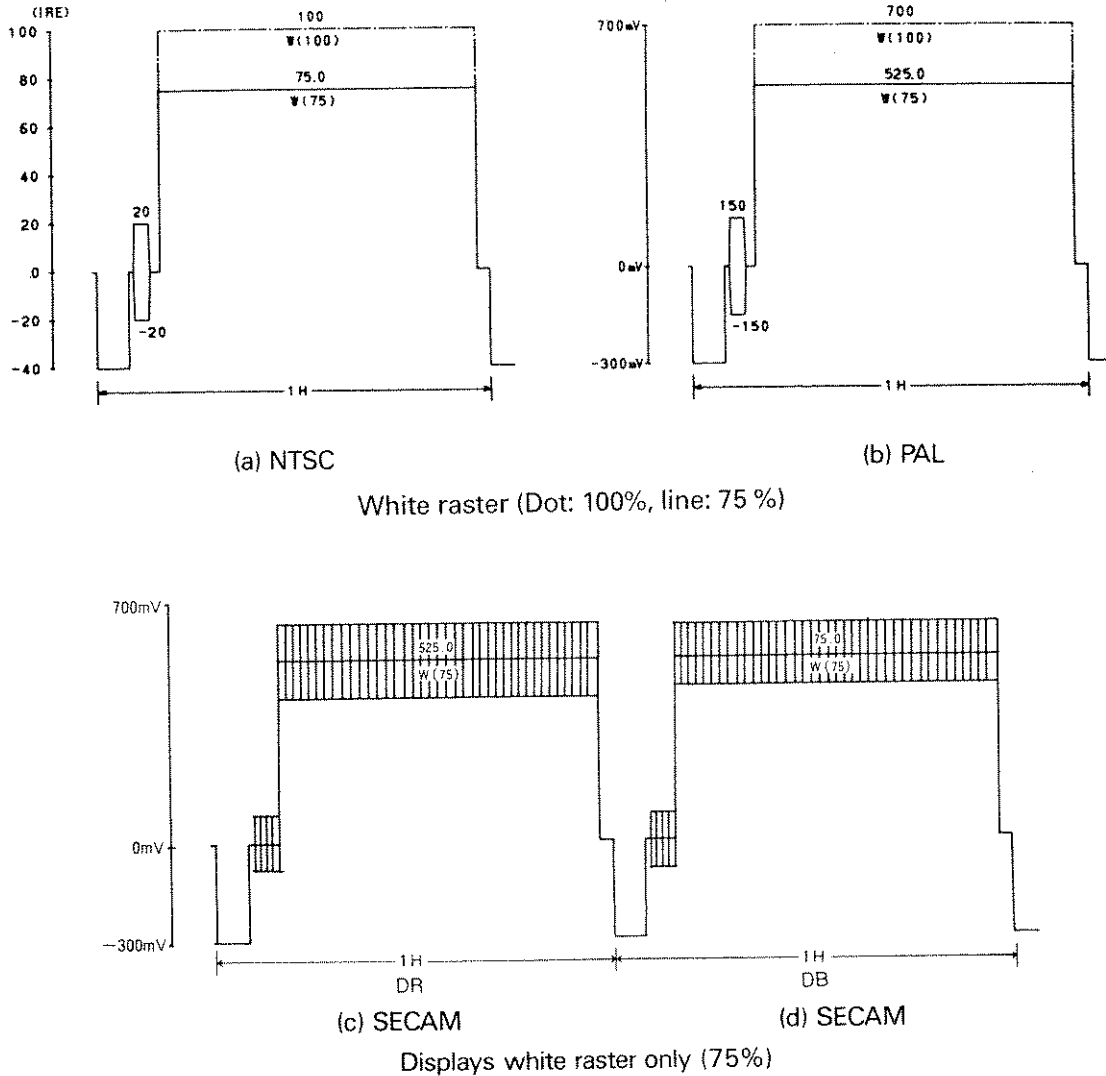 (IRE)
100
80
60
40
20
.0
-20
-40
100
W(100)
75.0
W(75)
20
-20
1H
(a) NTSC
700mV
0mV
-300mV
700
W(100)
525.0
W(75)
150
-150
1H
(b) PAL
White raster (Dot: 100%, line: 75 %)
700mV
0mV
−300mV
525.0
W(75)
1H
DR
(c) SECAM
75.0
W(75)
1H
DB
(d) SECAM
Displays white raster only (75%)